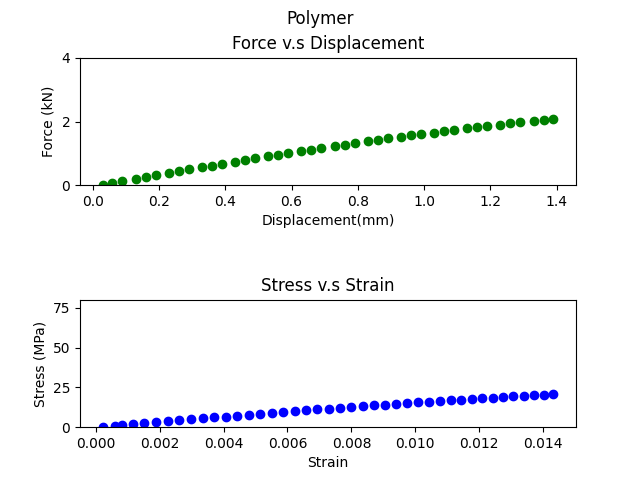 Polymer
Force v.s Displacement
4
2
0
Force (kN)
0.0 0.2 0.4 0.6 0.8 1.0 1.2 1.4
Displacement(mm)
Stress v.s Strain
75
50
25
0
Stress (MPa)
0.000 0.002 0.004 0.006 0.008 0.010 0.012 0.014
Strain